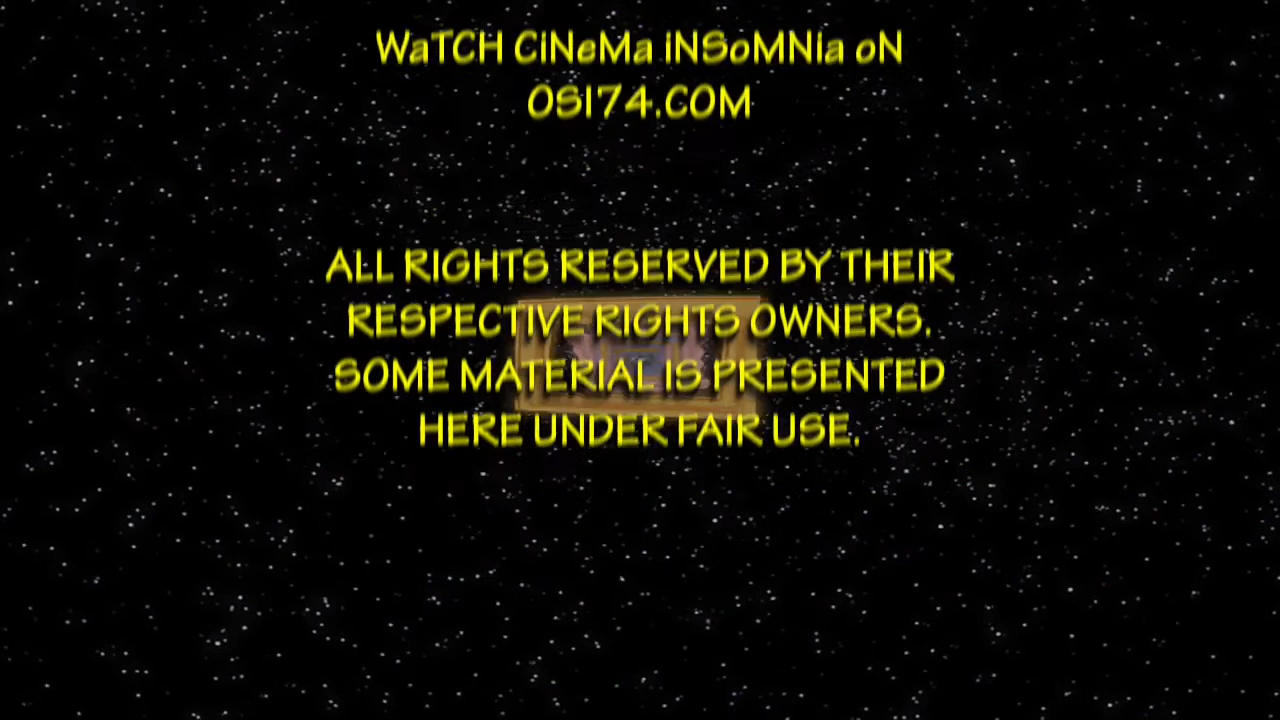 WaTCH CiNeMa iNSoMNia oN
OSI74.COM
ALL RIGHTS RESERVED BY THEIR
RESPECTIVE RIGHTS OWNERS.
SOME MATERIAL IS PRESENTED
HERE UNDER FAIR USE.